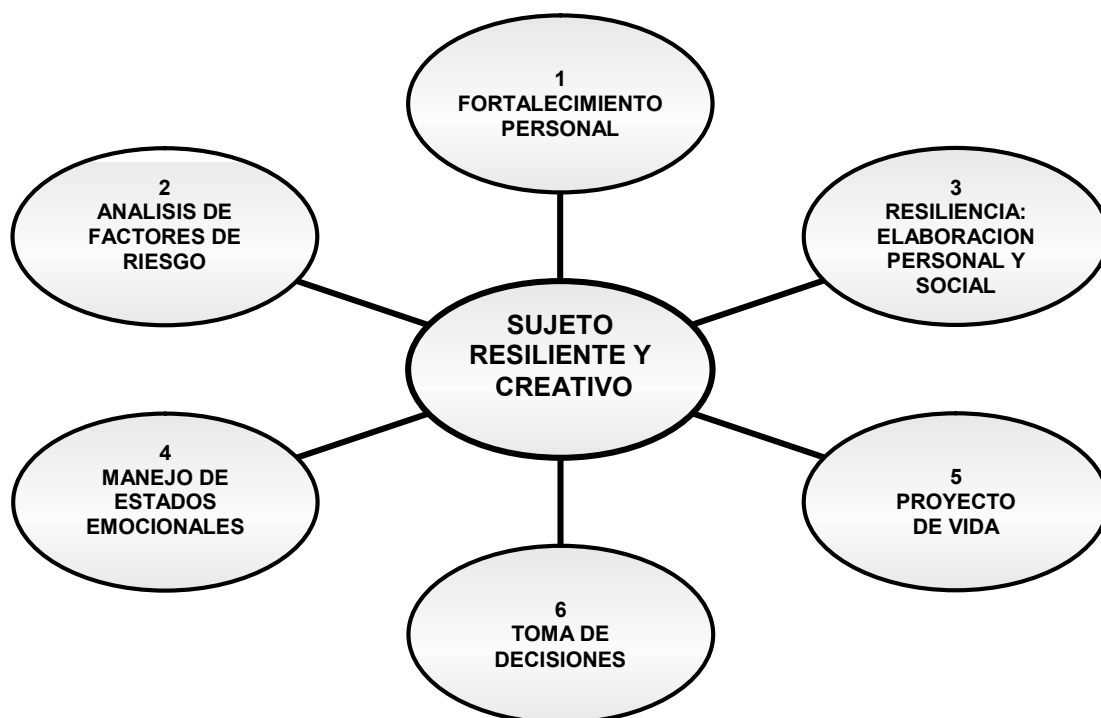 1
FORTALECIMIENTO
PERSONAL
2
ANALISIS DE
FACTORES DE
RIESGO
3
RESILIENCIA:
ELABORACION
PERSONAL Y
SOCIAL
SUJETO
RESILIENTE Y
CREATIVO
4
MANEJO DE
ESTADOS
EMOCIONALES
5
PROYECTO
DE VIDA
6
TOMA DE
DECISIONES